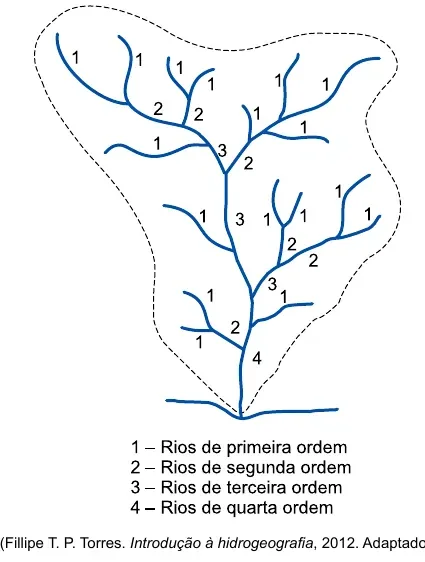 1 1 1 1 1 1
2 2 1 1
1 3 2
1 3 1 1 1 1
2 2
3
1 1
1 2
4
1 – Rios de primeira ordem
2 – Rios de segunda ordem
3 – Rios de terceira ordem
4 – Rios de quarta ordem
(Fillipe T. P. Torres. Introdução à hidrogeografia, 2012. Adaptado